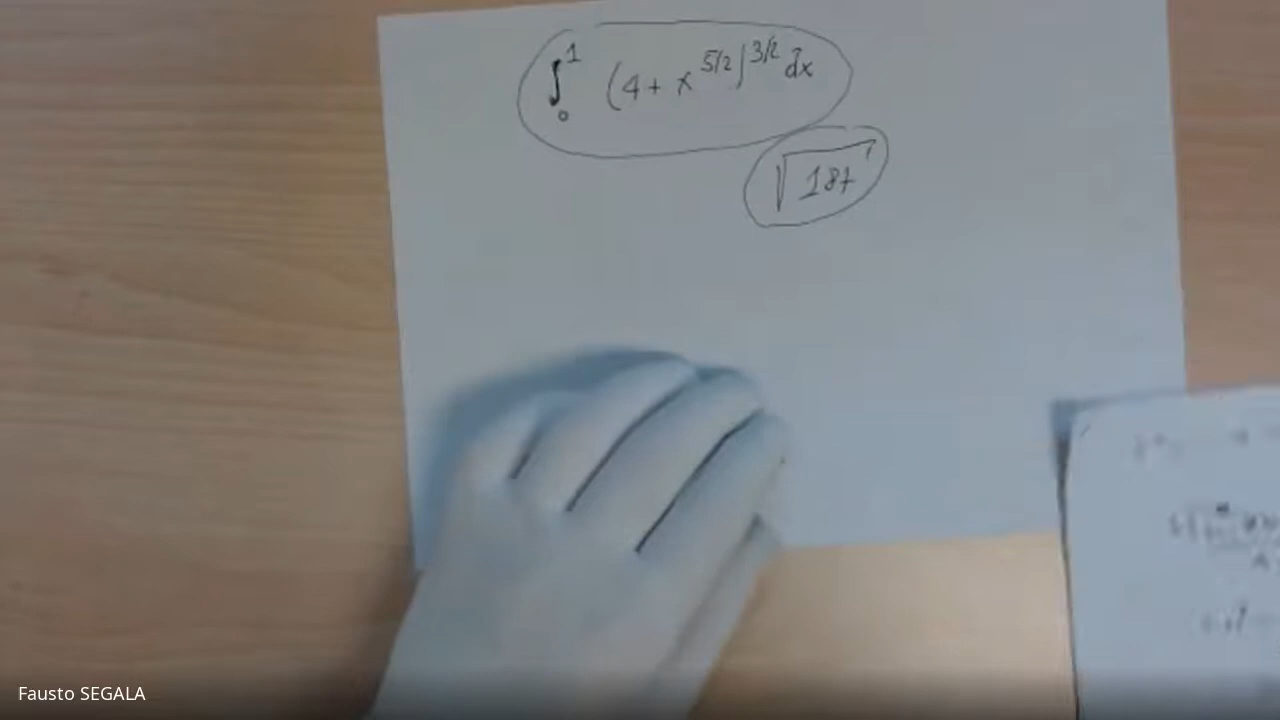 ∫₀¹ (4 + x^{5/2})^{3/2} dx
√187
Fausto SEGALA